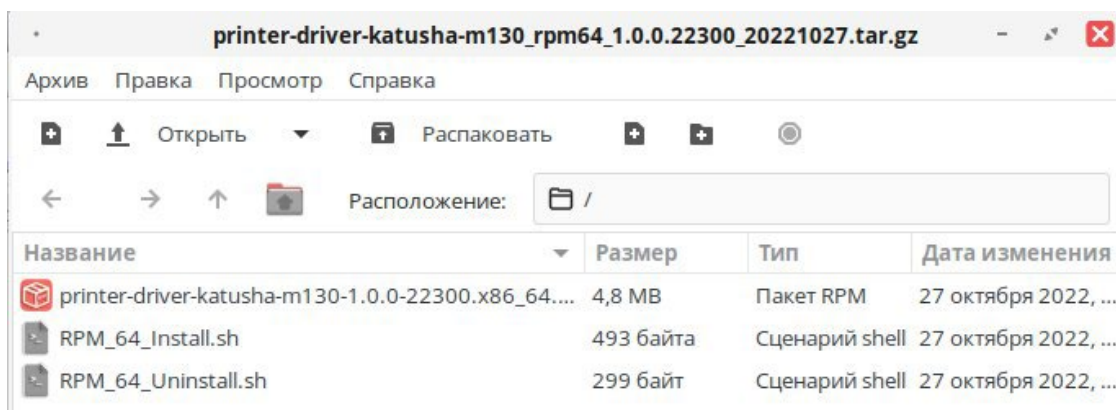 printer-driver-katusha-m130_rpm64_1.0.0.22300_20221027.tar.gz
Архив Правка Просмотр Справка
Открыть Распаковать
Расположение: /
Название Размер Тип Дата изменения
printer-driver-katusha-m130-1.0.0-22300.x86_64.... 4,8 MB Пакет RPM 27 октября 2022, ...
RPM_64_Install.sh 493 байта Сценарий shell 27 октября 2022, ...
RPM_64_Uninstall.sh 299 байт Сценарий shell 27 октября 2022, ...